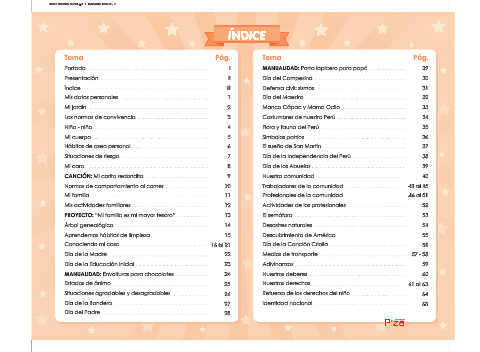 ÍNDICE
Tema Pág.
Portada I
Presentación II
Índice III
Mis datos personales 1
Mi jardín 2
Las normas de convivencia 3
Niña - niño 4
Mi cuerpo 5
Hábitos de aseo personal 6
Situaciones de riesgo 7
Mi cara 8
CANCIÓN: Mi carita redondita 9
Normas de comportamiento al comer 10
Mi familia 11
Mis actividades familiares 12
PROYECTO: "Mi familia es mi mayor tesoro" 13
Árbol genealógico 14
Aprendemos hábitos de limpieza 15
Conociendo mi casa 16 al 21
Día de la Madre 22
Día de la Educación Inicial 23
MANUALIDAD: Envoltura para chocolates 24
Estados de ánimo 25
Situaciones agradables y desagradables 26
Día de la Bandera 27
Día del Padre 28
Tema Pág.
MANUALIDAD: Porta lapicero para papá 29
Día del Campesino 30
Defensa civil: sismos 31
Día del Maestro 32
Manco Cápac y Mama Ocllo 33
Costumbres de nuestro Perú 34
Flora y fauna del Perú 35
Símbolos patrios 36
El sueño de San Martín 37
Día de la Independencia del Perú 38
Día de los Abuelos 39
Nuestra comunidad 40
Trabajadores de la comunidad 41 al 45
Profesionales de la comunidad 46 al 51
Actividades de los profesionales 52
El semáforo 53
Desastres naturales 54
Descubrimiento de América 55
Día de la Canción Criolla 56
Medios de transporte 57 - 58
Adivinanzas 59
Nuestros deberes 60
Nuestros derechos 61 al 63
Refuerzo de los derechos del niño 64
Identidad nacional 65